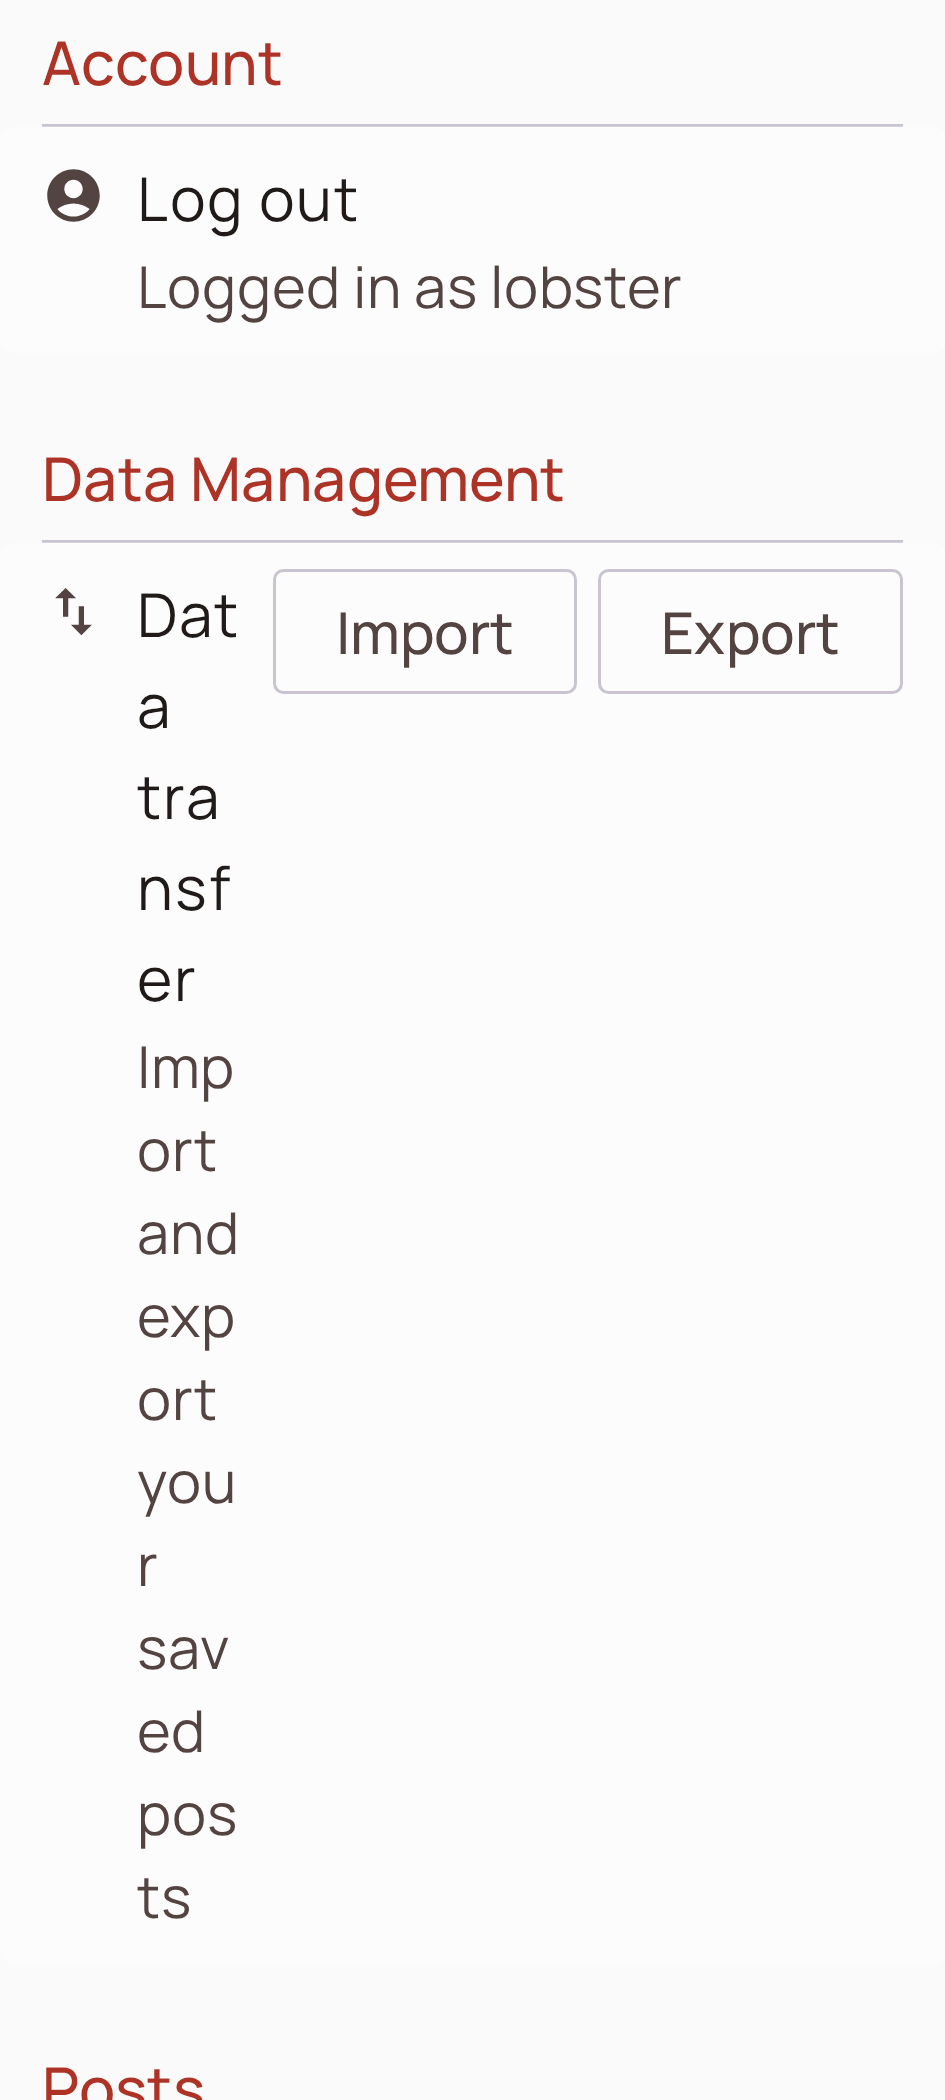 Account
Log out
Logged in as lobster
Data Management
Dat
a
tra
nsf
er
Import
Export
Imp
ort
and
exp
ort
you
r
sav
ed
pos
ts
Posts